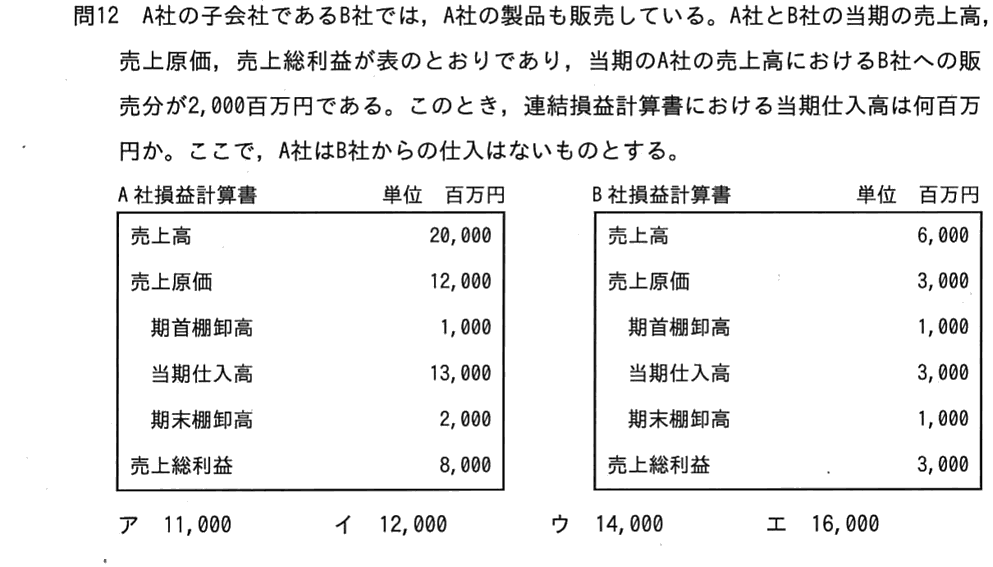 問12　A社の子会社であるB社では，A社の製品も販売している。A社とB社の当期の売上高，
売上原価，売上総利益が表のとおりであり，当期のA社の売上高におけるB社への販
売分が2,000百万円である。このとき，連結損益計算書における当期仕入高は何百万
円か。ここで，A社はB社からの仕入はないものとする。
A社損益計算書　単位　百万円
売上高　20,000
売上原価　12,000
期首棚卸高　1,000
当期仕入高　13,000
期末棚卸高　2,000
売上総利益　8,000
B社損益計算書　単位　百万円
売上高　6,000
売上原価　3,000
期首棚卸高　1,000
当期仕入高　3,000
期末棚卸高　1,000
売上総利益　3,000
ア　11,000　イ　12,000　ウ　14,000　エ　16,000